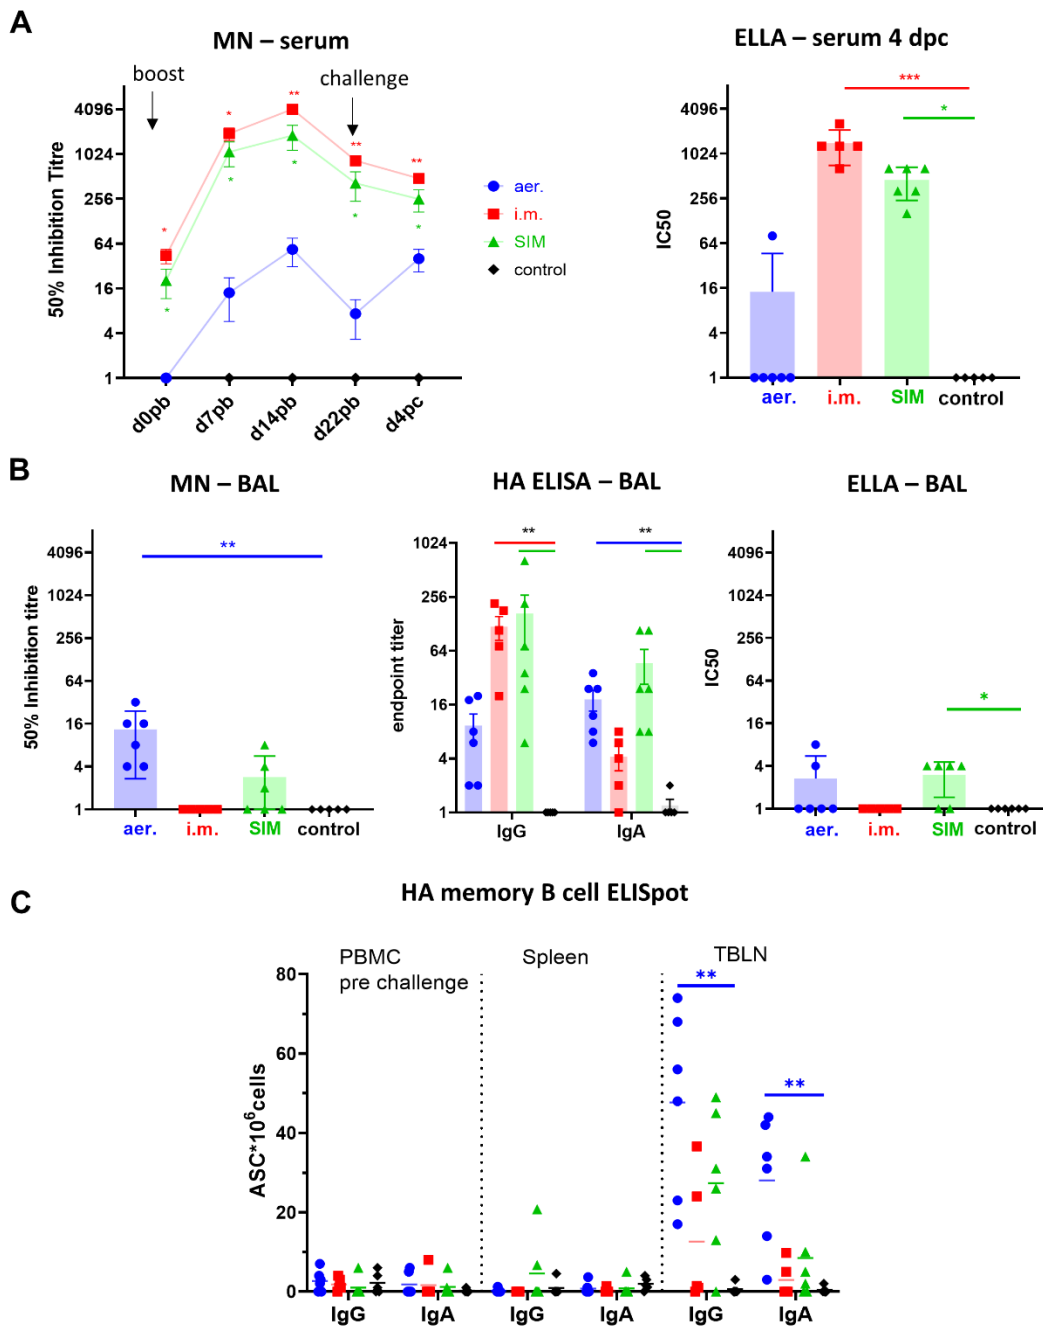 A
MN – serum
boost
challenge
50% Inhibition Titre
4096
1024
256
64
16
4
1
** 
* 
** 
** 
* 
* 
* 
* 
* 
*
d0pb
d7pb
d14pb
d22pb
d4pc
aer.
i.m.
SIM
control
ELLA – serum 4 dpc
***
*
IC50
4096
1024
256
64
16
4
1
aer.
i.m.
SIM
control
B
MN – BAL
**
50% Inhibition titre
4096
1024
256
64
16
4
1
aer.
i.m.
SIM
control
HA ELISA – BAL
**
**
endpoint titer
1024
256
64
16
4
1
IgG
IgA
ELLA – BAL
*
IC50
4096
1024
256
64
16
4
1
aer.
i.m.
SIM
control
C
HA memory B cell ELISpot
PBMC
pre challenge
Spleen
TBLN
**
**
ASC*10⁶cells
80
60
40
20
0
IgG
IgA
IgG
IgA
IgG
IgA